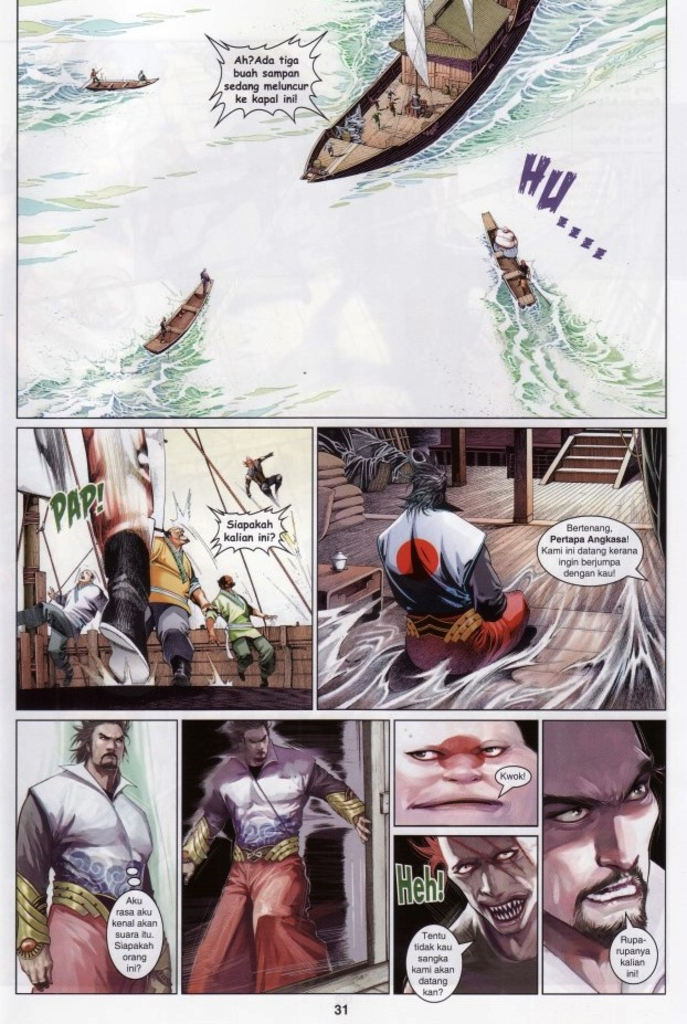 Ah?Ada tiga
buah sampan
sedang meluncur
ke kapal ini!
HU....
PAP!
Siapakah
kalian ini?
Bertenang,
Pertapa Angkasa!
Kami ini datang kerana
ingin berjumpa
dengan kau!
Aku
rasa aku
kenal akan
suara itu.
Siapakah
orang
ini?
Kwok!
Heh!
Tentu
tidak kau
sangka
kami akan
datang
kan?
Rupa-
rupanya
kalian
ini!
31